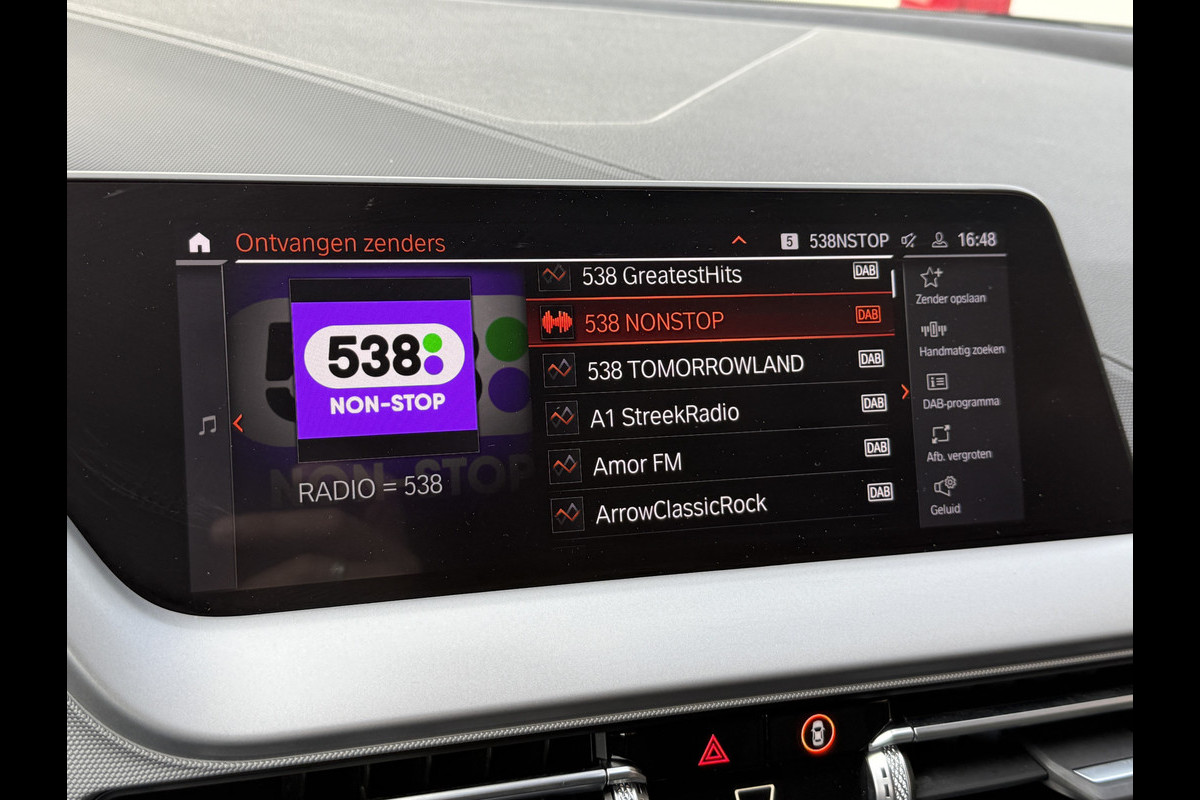 Ontvangen zenders
5 538NSTOP 16:48
538
NON-STOP
RADIO = 538
538 GreatestHits DAB
538 NONSTOP DAB
538 TOMORROWLAND DAB
A1 StreekRadio DAB
Amor FM DAB
ArrowClassicRock DAB
Zender opslaan
Handmatig zoeken
DAB-programma
Afb. vergroten
Geluid